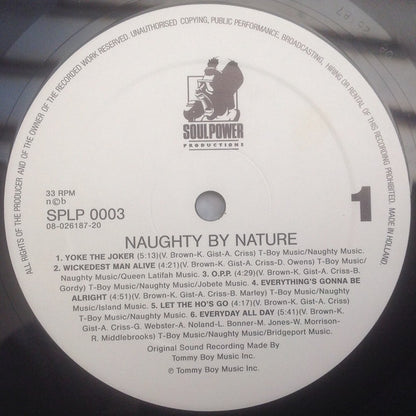 ALL RIGHTS OF THE PRODUCER AND OF THE OWNER OF THE RECORDED WORK RESERVED. UNAUTHORISED COPYING, PUBLIC PERFORMANCE, BROADCASTING, HIRING OR RENTAL OF THIS RECORD PROHIBITED. MADE IN HOLLAND
SOULPOWER
PRODUCTIONS
33 RPM
n©b
SPLP 0003
08-026187-20
1
NAUGHTY BY NATURE
1. YOKE THE JOKER (5:13)(V. Brown-K. Gist-A. Criss) T-Boy Music/Naughty Music.
2. WICKEDEST MAN ALIVE (4:21)(V. Brown-K. Gist-A. Criss-D. Owens) T-Boy Music/
Naughty Music/Queen Latifah Music. 3. O.P.P. (4:29)(V. Brown-K. Gist-A. Criss-B.
Gordy) T-Boy Music/Naughty Music/Jobete Music. 4. EVERYTHING'S GONNA BE
ALRIGHT (4:51)(V. Brown-K. Gist-A. Criss-B. Marley) T-Boy Music/Naughty
Music/Island Music. 5. LET THE HO'S GO (4:17)(V. Brown-K. Gist-A. Criss)
T-Boy Music/Naughty Music. 6. EVERYDAY ALL DAY (5:41)(V. Brown-K.
Gist-A. Criss-G. Webster-A. Noland-L. Bonner-M. Jones-W. Morrison-
R. Middlebrooks) T-Boy Music/Naughty Music/Bridgeport Music.
Original Sound Recording Made By
Tommy Boy Music Inc.
℗ Tommy Boy Music Inc.